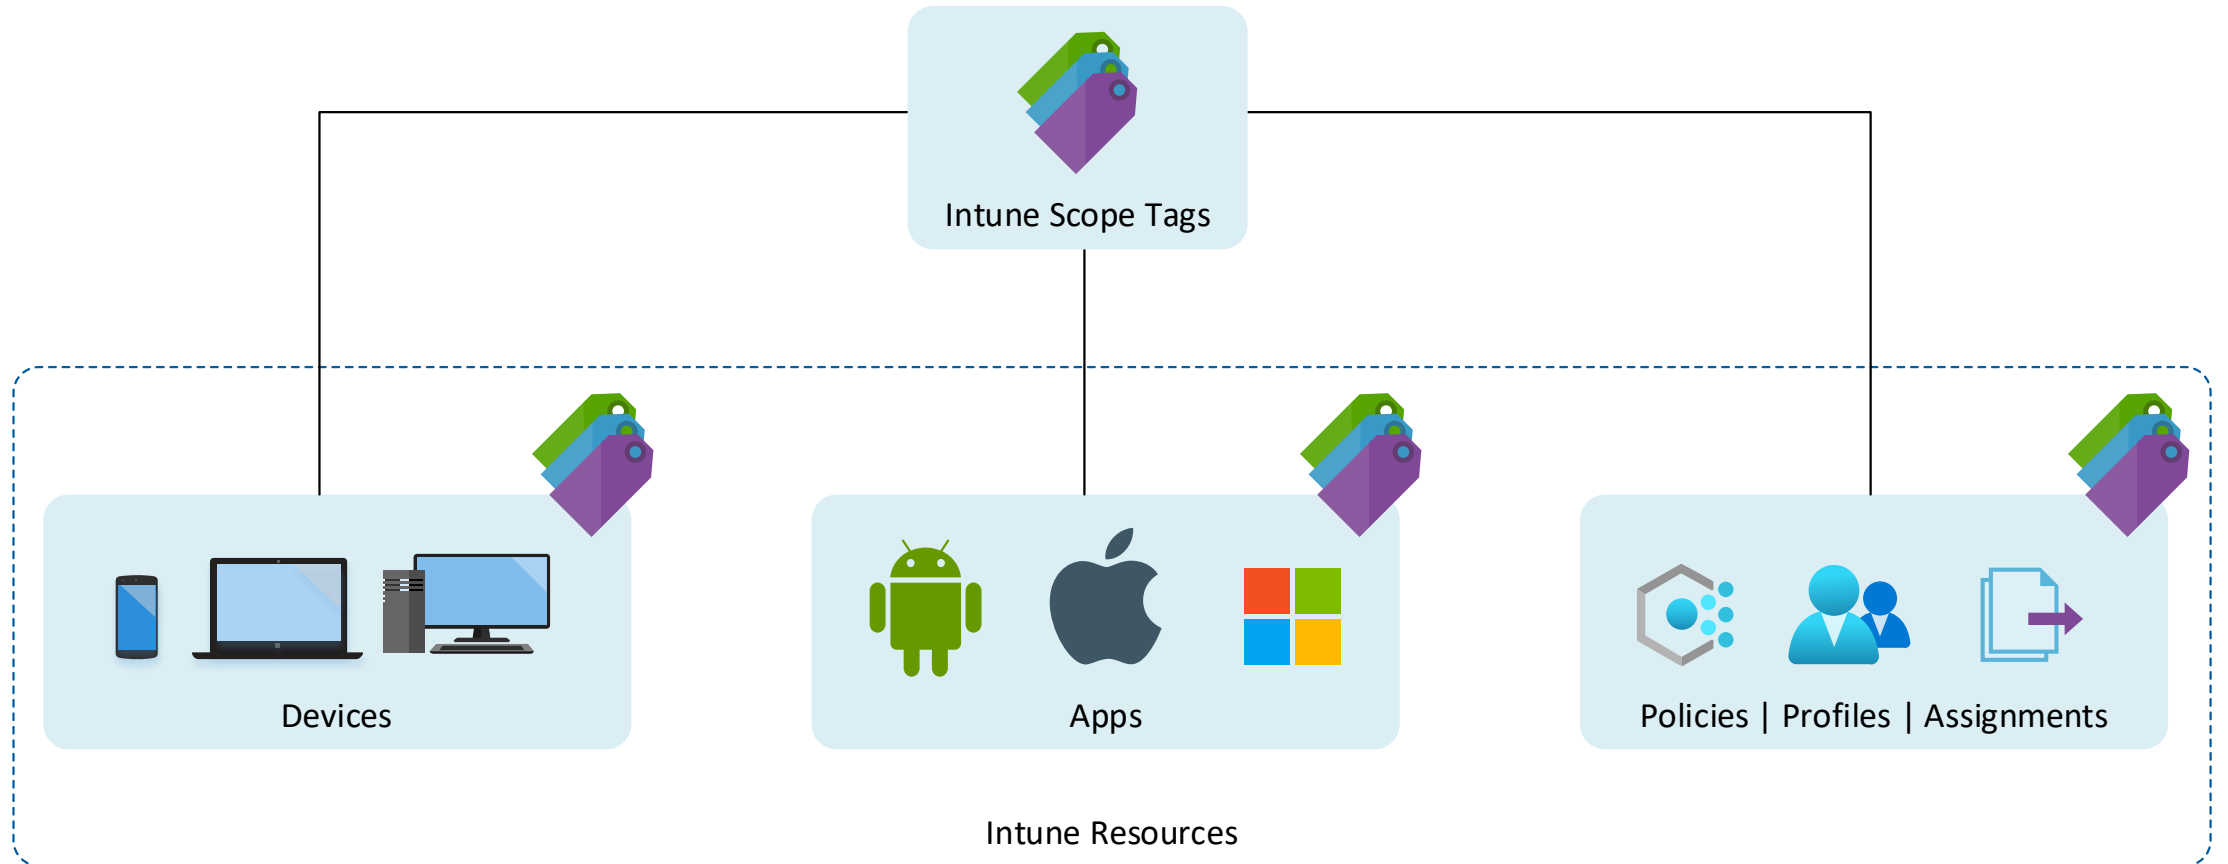 Intune Scope Tags
Devices
Apps
Policies | Profiles | Assignments
Intune Resources